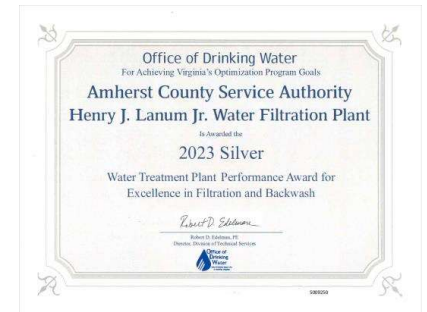 Office of Drinking Water
For Achieving Virginia's Optimization Program Goals
Amherst County Service Authority
Henry J. Lanum Jr. Water Filtration Plant
Is Awarded the
2023 Silver
Water Treatment Plant Performance Award for
Excellence in Filtration and Backwash
Robert D. Edelman
Robert D. Edelman, PE
Director, Division of Technical Services
Office of
Drinking
Water